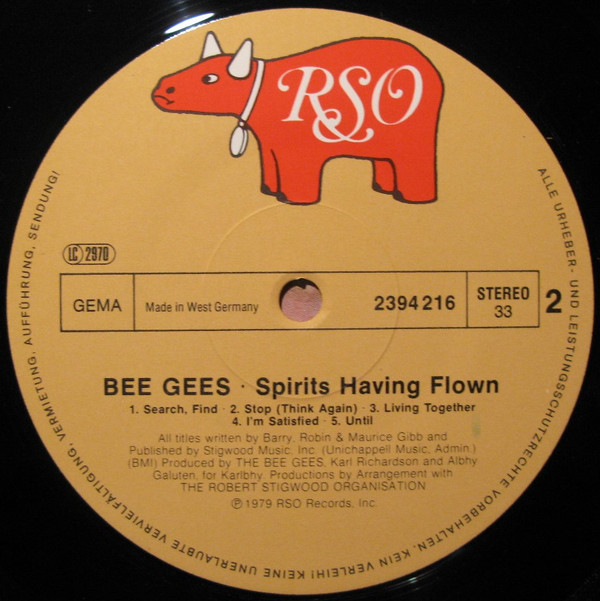 RSO
LC 2970
GEMA
Made in West Germany
2394 216
STEREO
33
2
BEE GEES · Spirits Having Flown
1. Search, Find · 2. Stop (Think Again) · 3. Living Together
4. I'm Satisfied · 5. Until
All titles written by Barry, Robin & Maurice Gibb and
Published by Stigwood Music, Inc. (Unichappell Music, Admin.)
(BMI) Produced by THE BEE GEES, Karl Richardson and Albhy
Galuten, for Karlbhy. Productions by Arrangement with
THE ROBERT STIGWOOD ORGANISATION
℗ 1979 RSO Records, Inc.
ALLE URHEBER- UND LEISTUNGSSCHUTZRECHTE VORBEHALTEN. KEIN VERLEIH! KEINE UNERLAUBTE VERVIELFÄLTIGUNG, VERMIETUNG, AUFFÜHRUNG, SENDUNG!